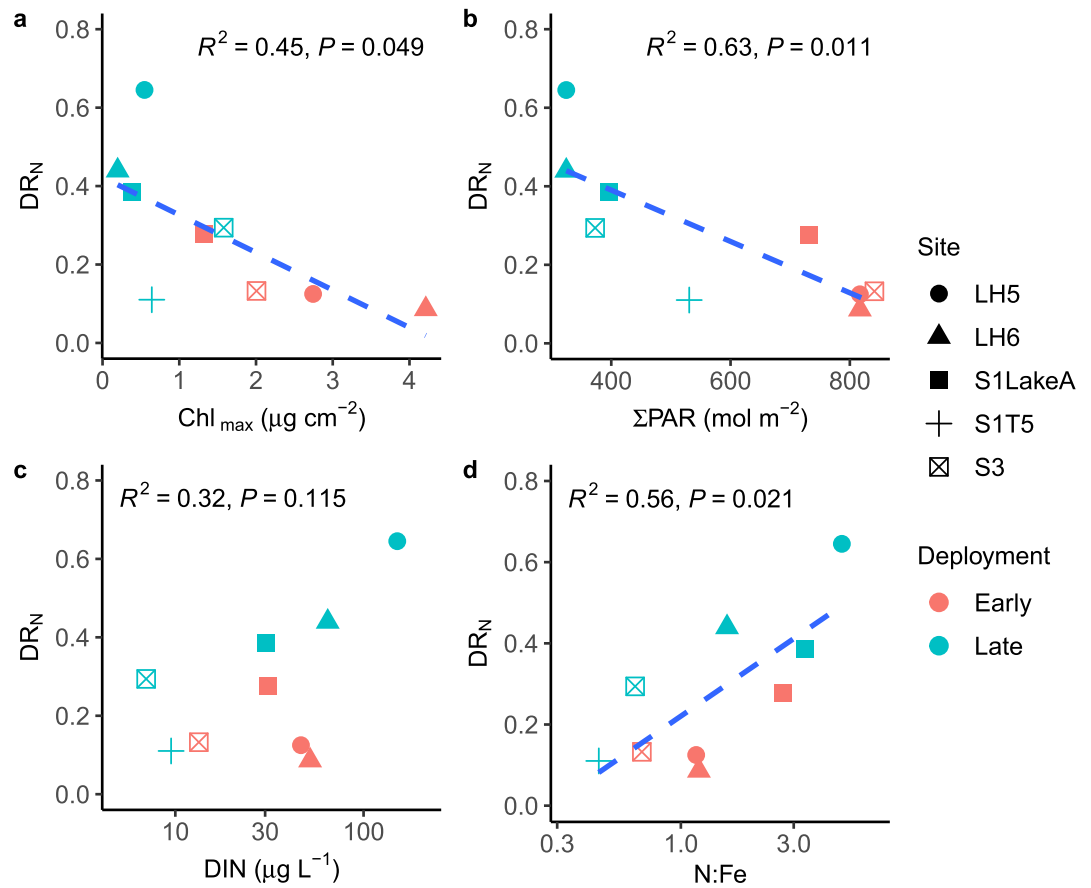 a
R² = 0.45, P = 0.049
0.8
0.6
0.4
0.2
0.0
DR_N
0 1 2 3 4
Chl max (μg cm⁻²)
b
R² = 0.63, P = 0.011
0.8
0.6
0.4
0.2
0.0
DR_N
400 600 800
ΣPAR (mol m⁻²)
c
R² = 0.32, P = 0.115
0.8
0.6
0.4
0.2
0.0
DR_N
10 30 100
DIN (μg L⁻¹)
d
R² = 0.56, P = 0.021
0.8
0.6
0.4
0.2
0.0
DR_N
0.3 1.0 3.0
N:Fe
Site
LH5
LH6
S1LakeA
S1T5
S3
Deployment
Early
Late